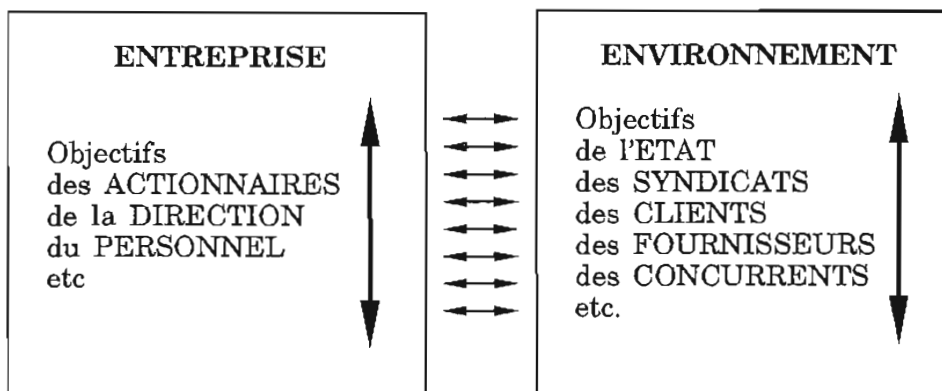 ENTREPRISE
Objectifs
des ACTIONNAIRES
de la DIRECTION
du PERSONNEL
etc
ENVIRONNEMENT
Objectifs
de l'ETAT
des SYNDICATS
des CLIENTS
des FOURNISSEURS
des CONCURRENTS
etc.